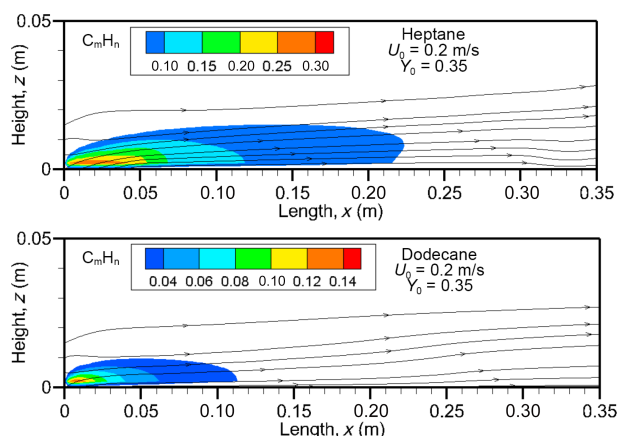 0.05
Height, z (m)
0
CmHn
0.10 0.15 0.20 0.25 0.30
Heptane
U0 = 0.2 m/s
Y0 = 0.35
0 0.05 0.10 0.15 0.20 0.25 0.30 0.35
Length, x (m)
0.05
Height, z (m)
0
CmHn
0.04 0.06 0.08 0.10 0.12 0.14
Dodecane
U0 = 0.2 m/s
Y0 = 0.35
0 0.05 0.10 0.15 0.20 0.25 0.30 0.35
Length, x (m)